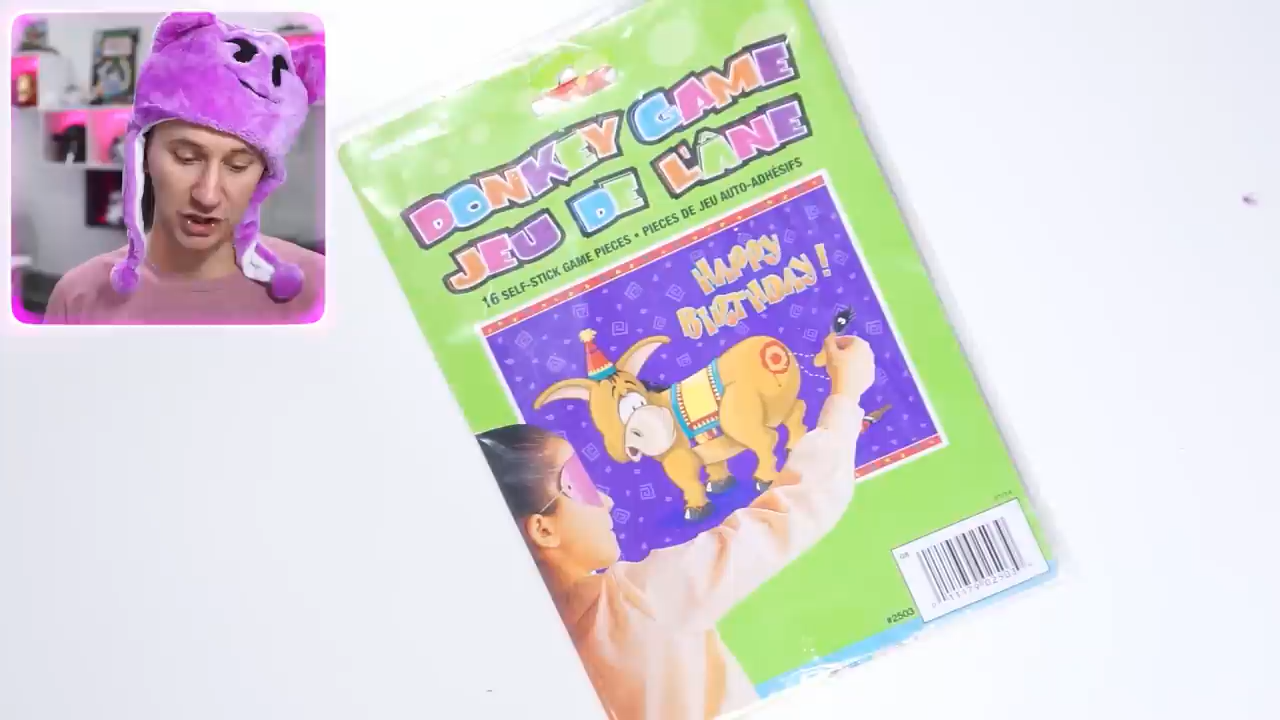 DONKEY GAME
JEU DE L'ÂNE
16 SELF-STICK GAME PIECES • PIECES DE JEU AUTO-ADHÉSIFS
HAPPY
BIRTHDAY!
#2503